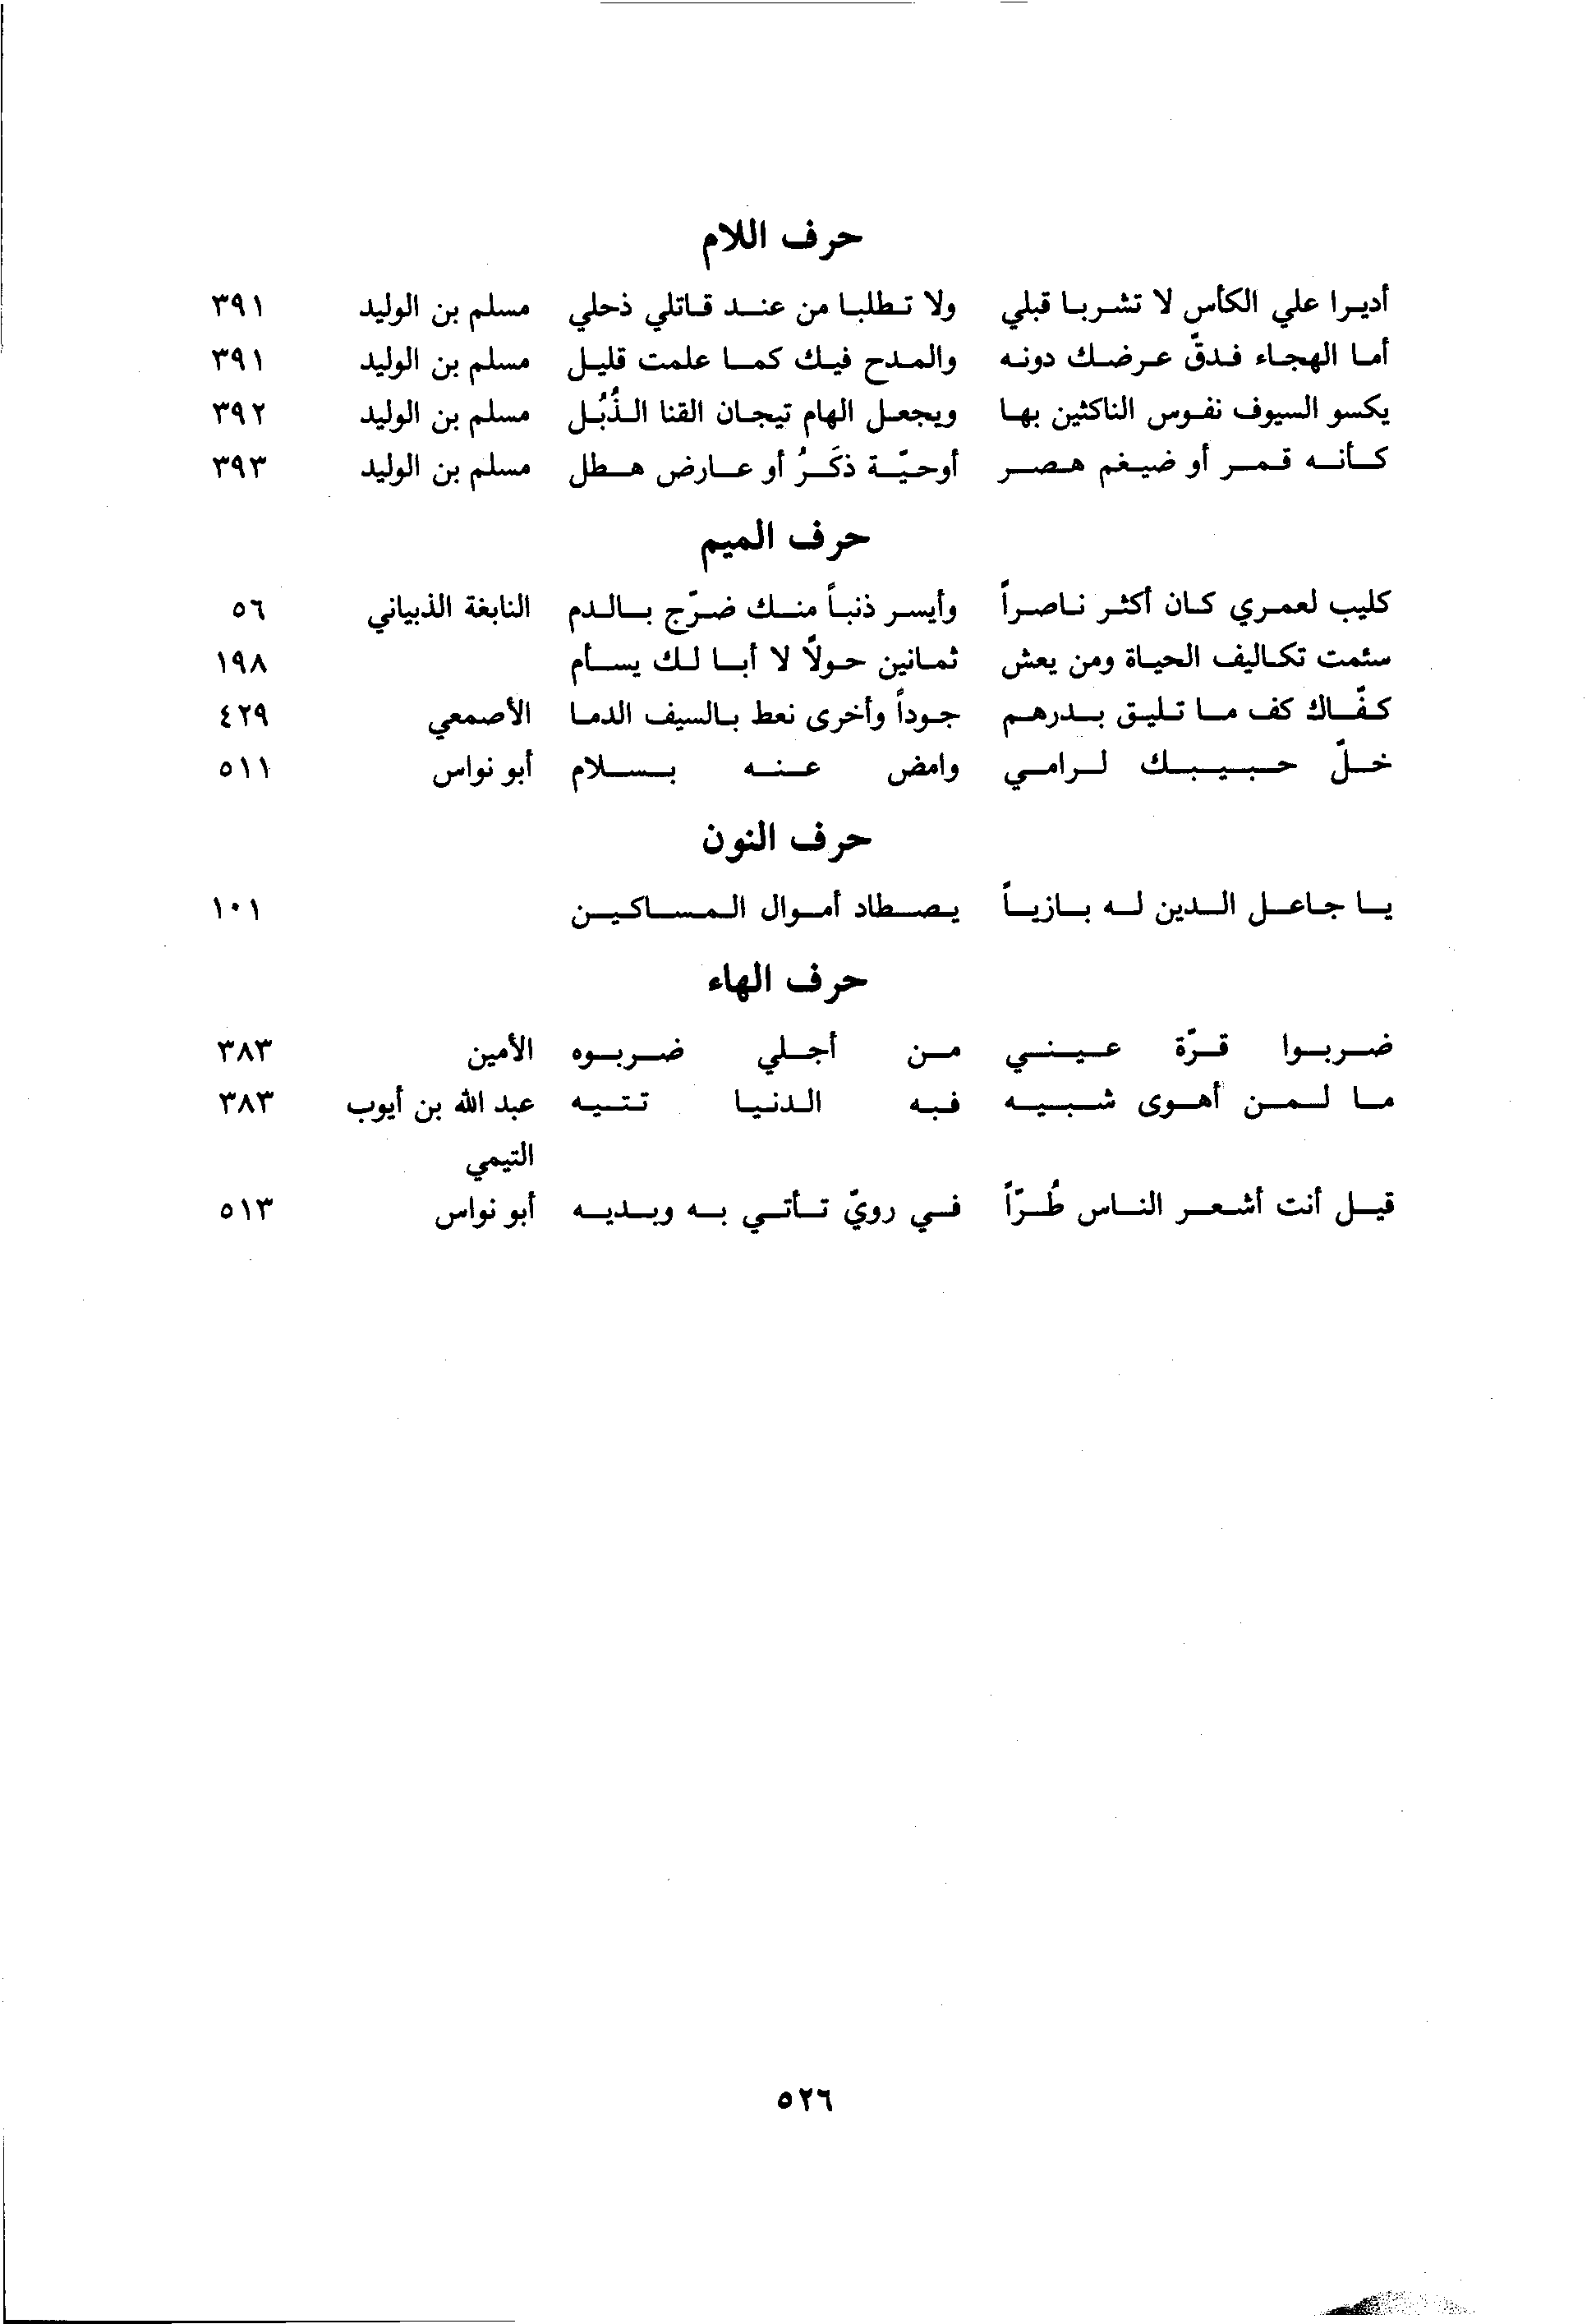 حرف اللام
أديرا علي الكأس لا تشربا قبلي ولا تطلبا من عند قاتلي ذحلي مسلم بن الوليد ٣٩١
أما الهجاء فدقّ عرضك دونه والمدح فيك كما علمت قليل مسلم بن الوليد ٣٩١
يكسو السيوف نفوس الناكثين بها ويجعل الهام تيجان القنا الذُبُل مسلم بن الوليد ٣٩٢
كأنه قمر أو ضيغم هصر أوحيّة ذكَرُ أو عارض هطل مسلم بن الوليد ٣٩٣
حرف الميم
كليب لعمري كان أكثر ناصراً وأيسر ذنباً منك ضرّج بالدم النابغة الذبياني ٥٦
سئمت تكاليف الحياة ومن يعش ثمانين حولاً لا أبا لك يسأم ١٩٨
كفّاك كف ما تليق بدرهم جوداً وأخرى نعط بالسيف الدما الأصمعي ٤٢٩
خلّ حبيبك لرامي وامض عنه بسلام أبو نواس ٥١١
حرف النون
يا جاعل الدين له بازياً يصطاد أموال المساكين ١٠١
حرف الهاء
ضربوا قرّة عيني من أجلي ضربوه الأمين ٣٨٣
ما لمن أهوى شبيه فبه الدنيا تتيه عبد الله بن أيوب ٣٨٣
التيمي
قيل أنت أشعر الناس طُرّاً في رويّ تأتي به وبديه أبو نواس ٥١٣
٥٢٦